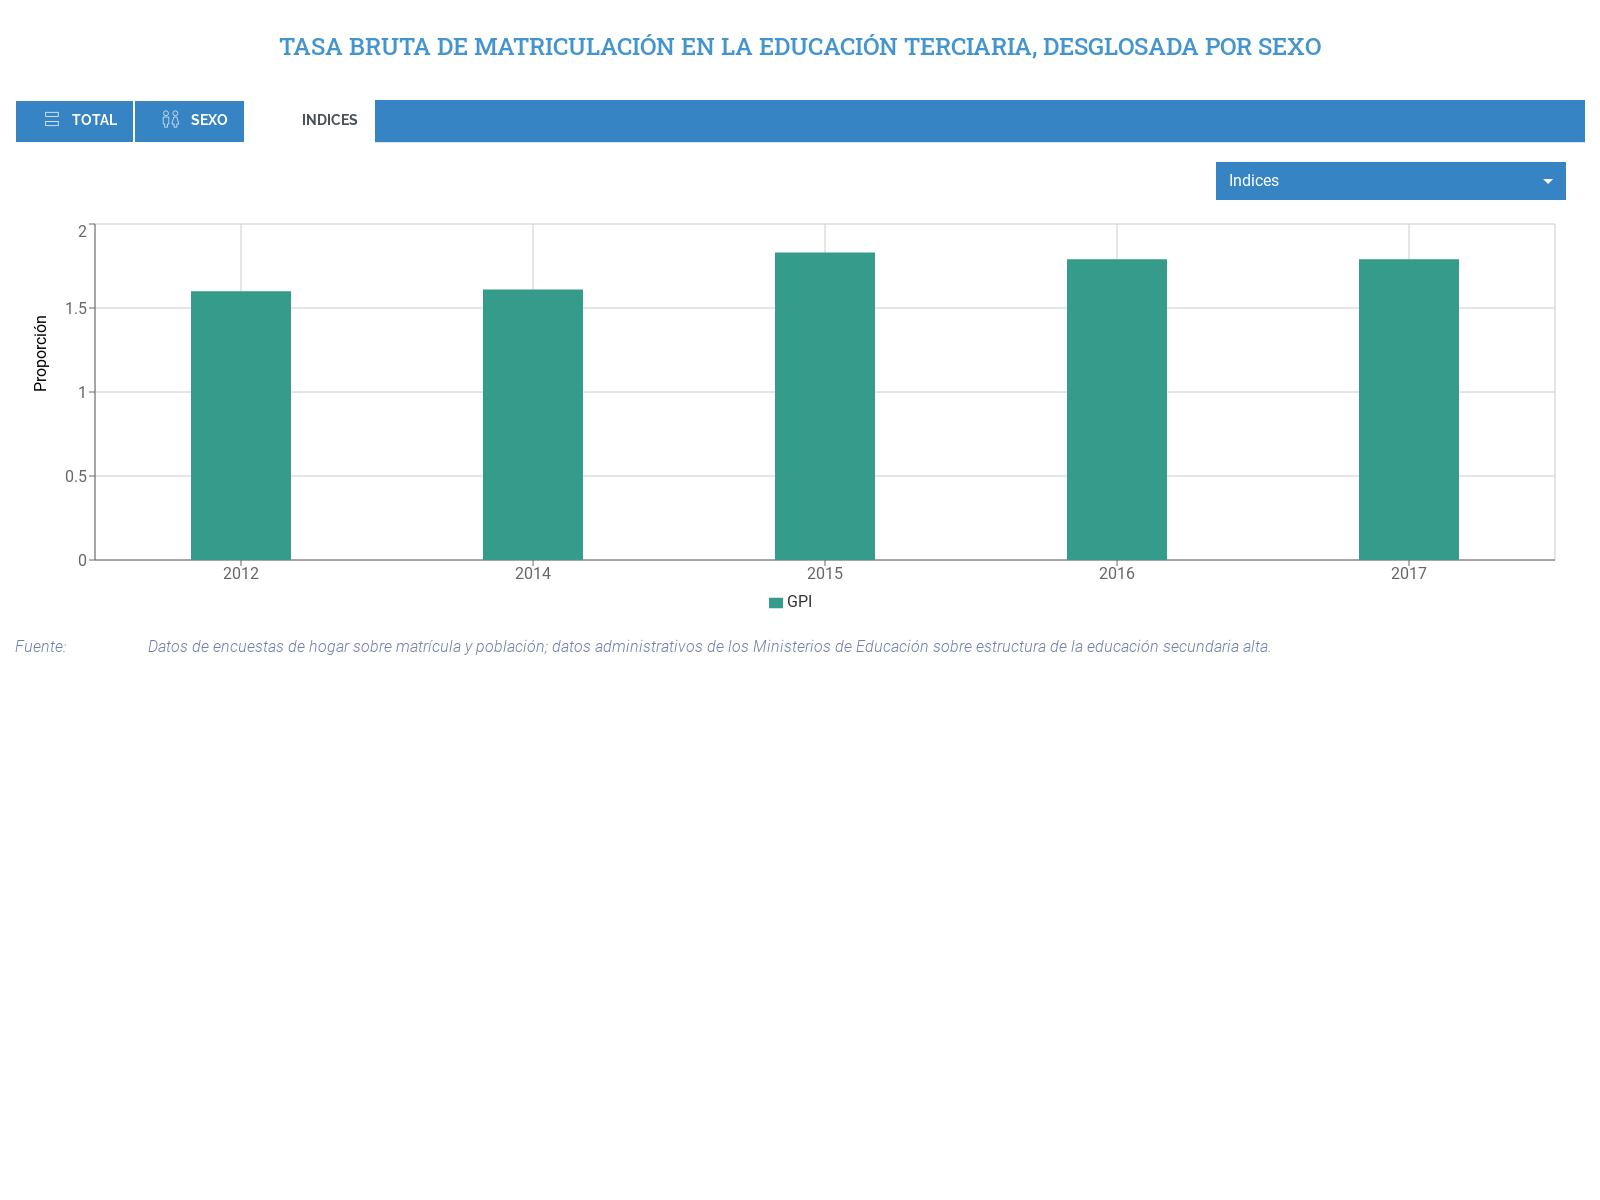 TASA BRUTA DE MATRICULACIÓN EN LA EDUCACIÓN TERCIARIA, DESGLOSADA POR SEXO
TOTAL SEXO INDICES
Indices
2
1.5
1
0.5
0
Proporción
2012 2014 2015 2016 2017
GPI
Fuente: Datos de encuestas de hogar sobre matrícula y población; datos administrativos de los Ministerios de Educación sobre estructura de la educación secundaria alta.